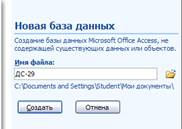 Новая база данных
Создание базы данных Microsoft Office Access, не
содержащей существующих данных или объектов.
Имя файла:
ДС-29
C:\Documents and Settings\Student\Мои документы\
Создать Отмена